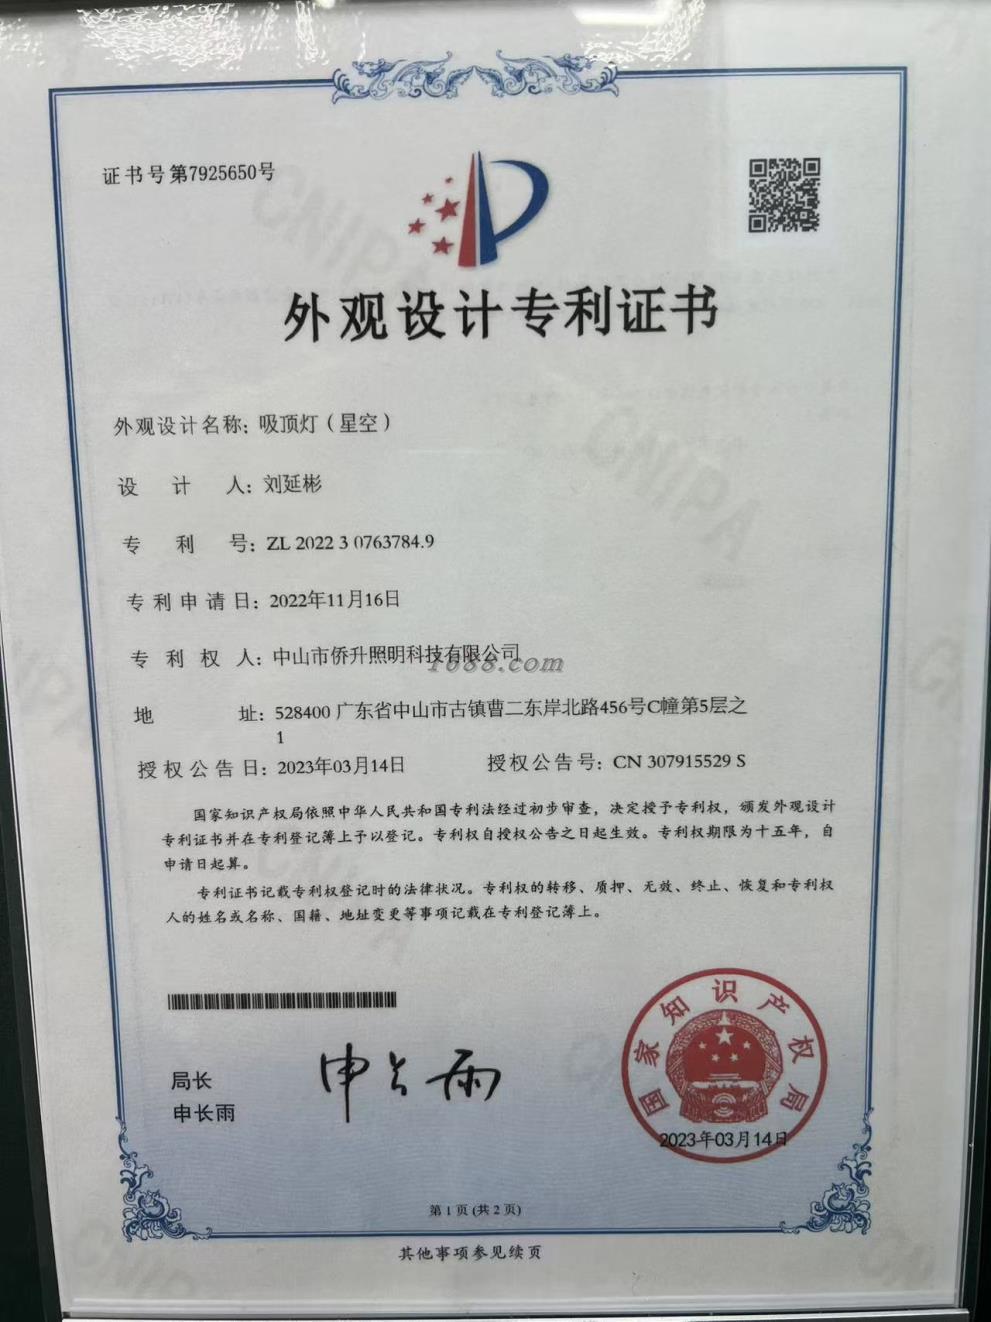 证书号第7925650号
外观设计专利证书
外观设计名称：吸顶灯（星空）
设计人：刘延彬
专利号：ZL 2022 3 0763784.9
专利申请日：2022年11月16日
专利权人：中山市侨升照明科技有限公司
1688.com
地址：528400 广东省中山市古镇曹二东岸北路456号C幢第5层之
1
授权公告日：2023年03月14日 授权公告号：CN 307915529 S
国家知识产权局依照中华人民共和国专利法经过初步审查，决定授予专利权，颁发外观设计
专利证书并在专利登记簿上予以登记。专利权自授权公告之日起生效。专利权期限为十五年，自
申请日起算。
专利证书记载专利权登记时的法律状况。专利权的转移、质押、无效、终止、恢复和专利权
人的姓名或名称、国籍、地址变更等事项记载在专利登记簿上。
国家知识产权局
局长
申长雨
申长雨
2023年03月14日
第1页(共2页)
其他事项参见续页
CNIPA
CNIPA
CNIPA